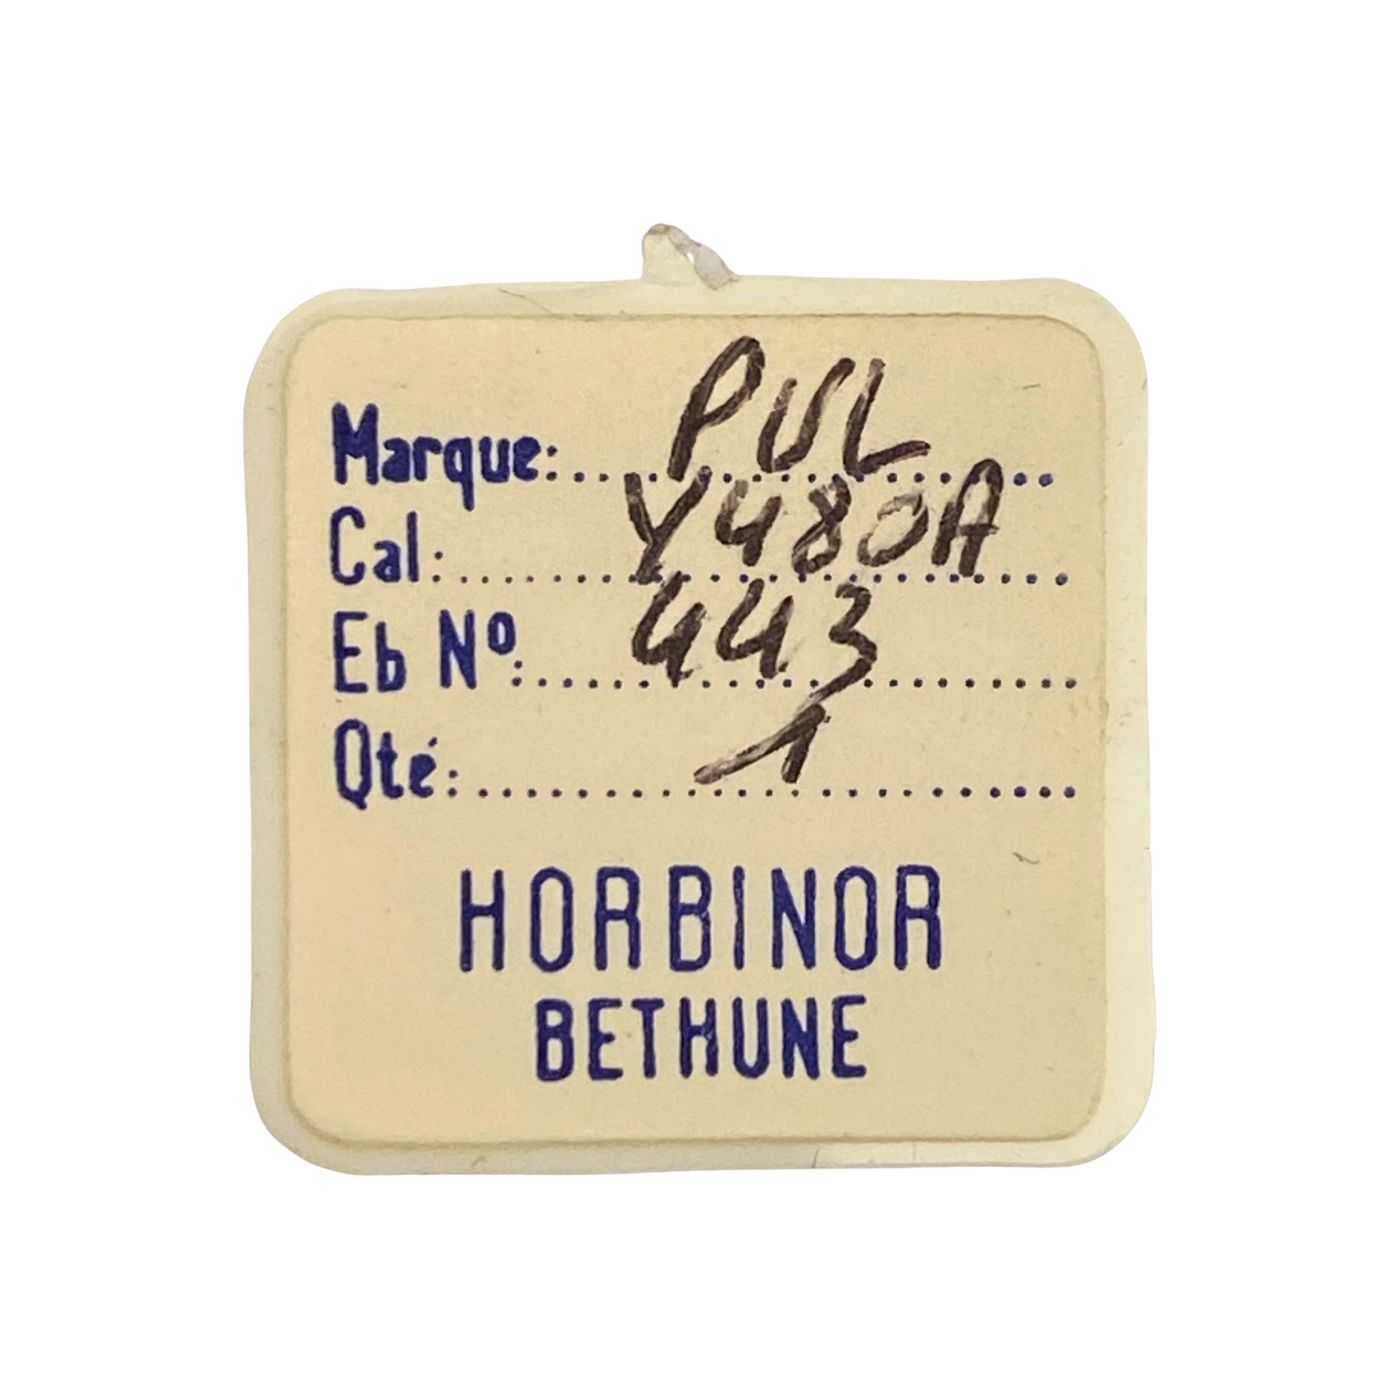 Marque: PUL
Cal: Y480A
Eb Nº: 443
Qté: 1
HORBINOR
BETHUNE